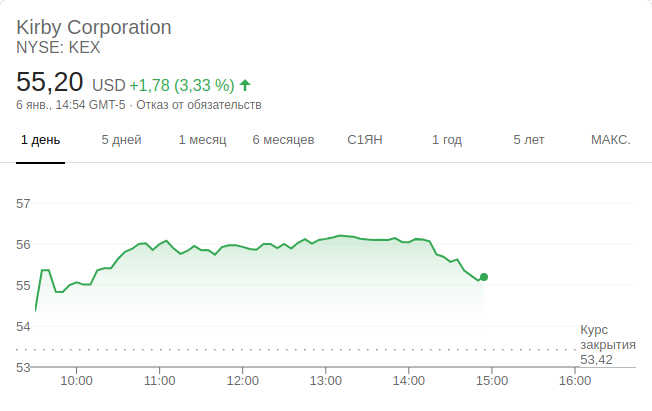 Kirby Corporation
NYSE: KEX
55,20 USD +1,78 (3,33 %)
6 янв., 14:54 GMT-5 · Отказ от обязательств
1 день 5 дней 1 месяц 6 месяцев С1ЯН 1 год 5 лет МАКС.
57
56
55
54
Курс
закрытия
53,42
53
10:00 11:00 12:00 13:00 14:00 15:00 16:00